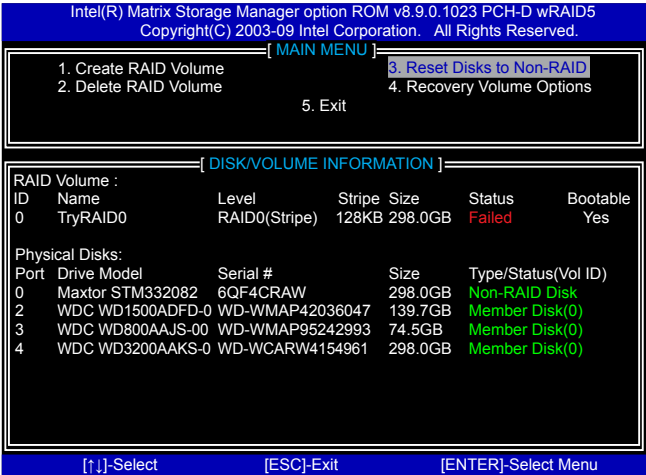 Intel(R) Matrix Storage Manager option ROM v8.9.0.1023 PCH-D wRAID5
Copyright(C) 2003-09 Intel Corporation. All Rights Reserved.
[ MAIN MENU ]
1. Create RAID Volume 3. Reset Disks to Non-RAID
2. Delete RAID Volume 4. Recovery Volume Options
5. Exit
[ DISK/VOLUME INFORMATION ]
RAID Volume :
ID Name Level Stripe Size Status Bootable
0 TryRAID0 RAID0(Stripe) 128KB 298.0GB Failed Yes
Physical Disks:
Port Drive Model Serial # Size Type/Status(Vol ID)
0 Maxtor STM332082 6QF4CRAW 298.0GB Non-RAID Disk
2 WDC WD1500ADFD-0 WD-WMAP42036047 139.7GB Member Disk(0)
3 WDC WD800AAJS-00 WD-WMAP95242993 74.5GB Member Disk(0)
4 WDC WD3200AAKS-0 WD-WCARW4154961 298.0GB Member Disk(0)
[↑↓]-Select [ESC]-Exit [ENTER]-Select Menu